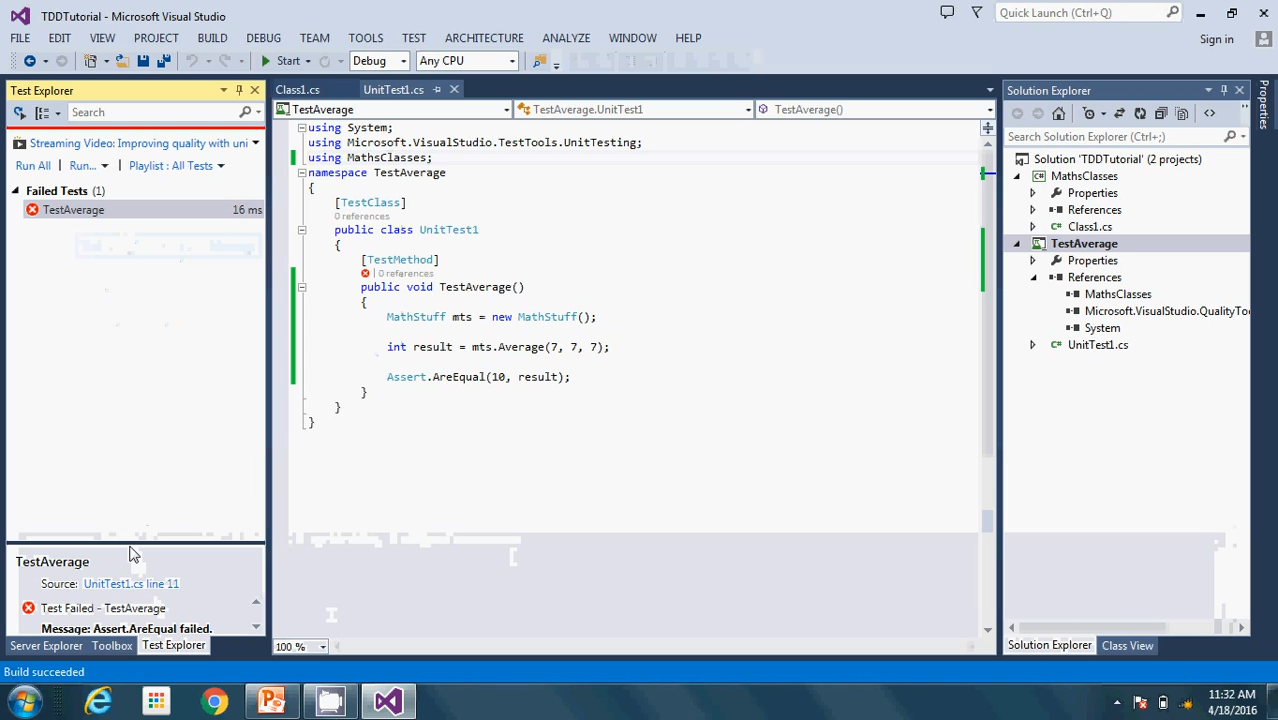 TDDTutorial - Microsoft Visual Studio
Quick Launch (Ctrl+Q)
FILE EDIT VIEW PROJECT BUILD DEBUG TEAM TOOLS TEST ARCHITECTURE ANALYZE WINDOW HELP
Sign in
Start Debug Any CPU
Test Explorer
Search
Streaming Video: Improving quality with uni
Run All Run... Playlist : All Tests
Failed Tests (1)
TestAverage 16 ms
TestAverage
Source: UnitTest1.cs line 11
Test Failed - TestAverage
Message: Assert.AreEqual failed.
Server Explorer Toolbox Test Explorer
Class1.cs UnitTest1.cs
TestAverage TestAverage.UnitTest1 TestAverage()
using System;
using Microsoft.VisualStudio.TestTools.UnitTesting;
using MathsClasses;
namespace TestAverage
{
[TestClass]
0 references
public class UnitTest1
{
[TestMethod]
0 references
public void TestAverage()
{
MathStuff mts = new MathStuff();
int result = mts.Average(7, 7, 7);
Assert.AreEqual(10, result);
}
}
}
100 %
Solution Explorer
Search Solution Explorer (Ctrl+;)
Solution 'TDDTutorial' (2 projects)
MathsClasses
Properties
References
Class1.cs
TestAverage
Properties
References
MathsClasses
Microsoft.VisualStudio.QualityToo
System
UnitTest1.cs
Solution Explorer Class View
Properties
Build succeeded
11:32 AM
4/18/2016